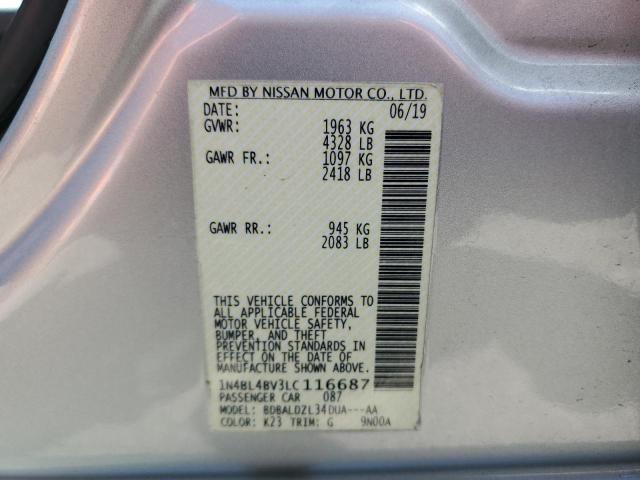 MFD BY NISSAN MOTOR CO., LTD.
DATE: 06/19
GVWR: 1963 KG
4328 LB
GAWR FR.: 1097 KG
2418 LB
GAWR RR.: 945 KG
2083 LB
THIS VEHICLE CONFORMS TO
ALL APPLICABLE FEDERAL
MOTOR VEHICLE SAFETY,
BUMPER, AND THEFT
PREVENTION STANDARDS IN
EFFECT ON THE DATE OF
MANUFACTURE SHOWN ABOVE.
1N4BL4BV3LC116687
PASSENGER CAR 087
MODEL: BDBALDZL34DUA---AA
COLOR: K23 TRIM: G 9N00A